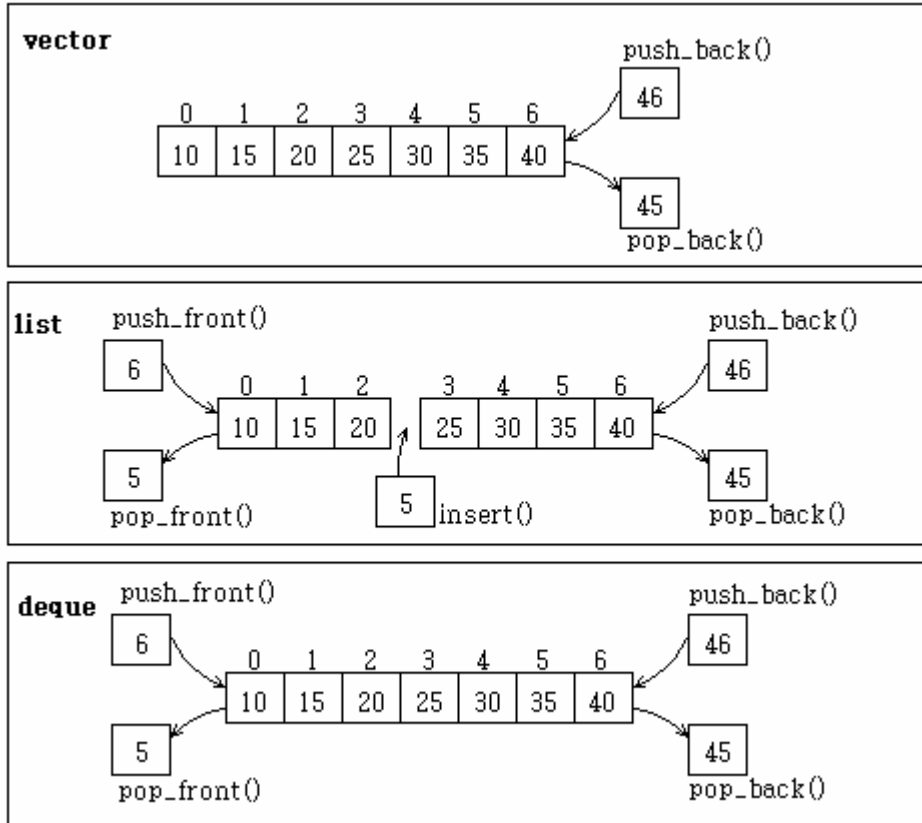 vector
push_back()
46
0 1 2 3 4 5 6
10 15 20 25 30 35 40
45
pop_back()
list
push_front()
push_back()
6
46
0 1 2 3 4 5 6
10 15 20 25 30 35 40
5
45
pop_front()
5
insert()
pop_back()
deque
push_front()
push_back()
6
46
0 1 2 3 4 5 6
10 15 20 25 30 35 40
5
45
pop_front()
pop_back()